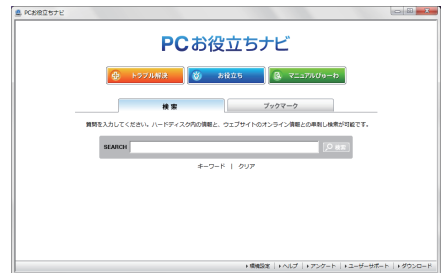 PCお役立ちナビ
PCお役立ちナビ
トラブル解決 お役立ち マニュアルびゅーわ
検索 ブックマーク
質問を入力してください。ハードディスク内の情報と、ウェブサイトのオンライン情報との串刺し検索が可能です。
SEARCH 検索
キーワード | クリア
環境設定 | ヘルプ | アンケート | ユーザーサポート | ダウンロード